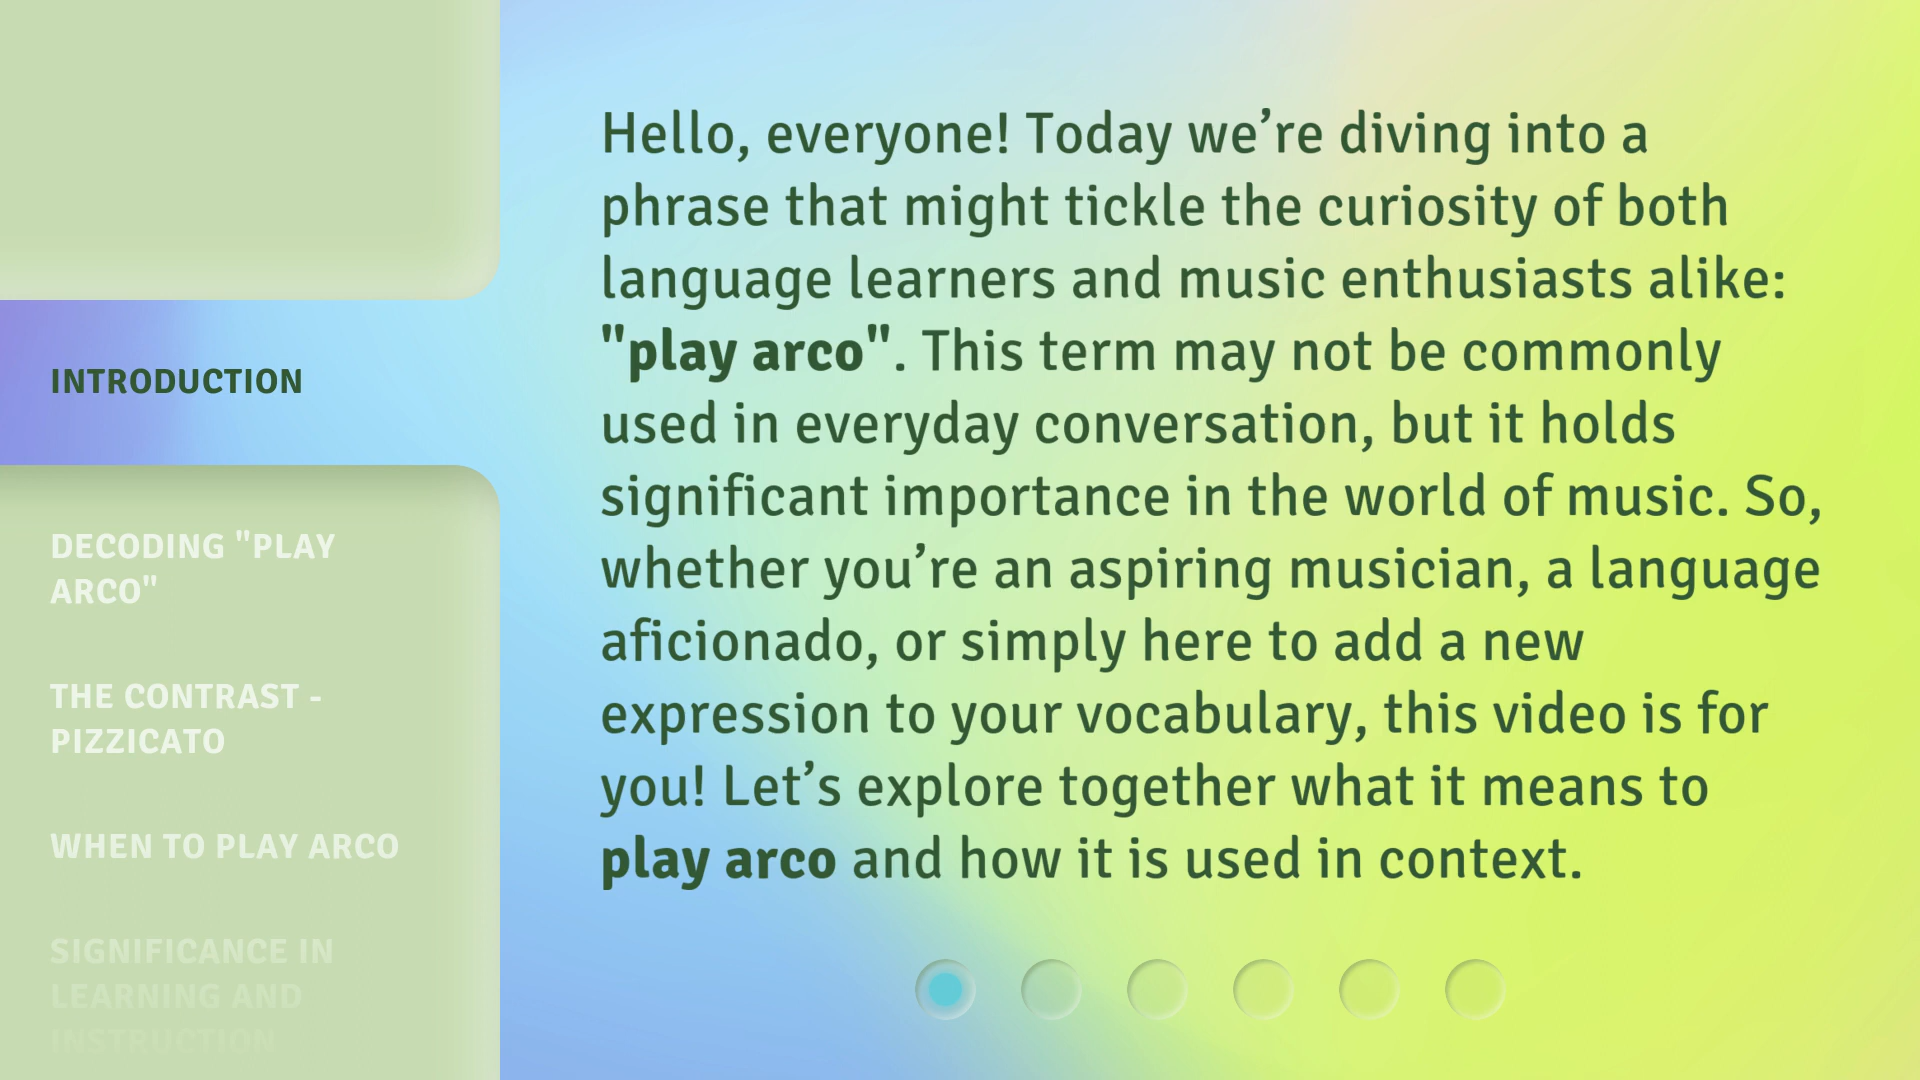 INTRODUCTION
DECODING "PLAY
ARCO"
THE CONTRAST -
PIZZICATO
WHEN TO PLAY ARCO
SIGNIFICANCE IN
LEARNING AND
INSTRUCTION
Hello, everyone! Today we’re diving into a
phrase that might tickle the curiosity of both
language learners and music enthusiasts alike:
"play arco". This term may not be commonly
used in everyday conversation, but it holds
significant importance in the world of music. So,
whether you’re an aspiring musician, a language
aficionado, or simply here to add a new
expression to your vocabulary, this video is for
you! Let’s explore together what it means to
play arco and how it is used in context.